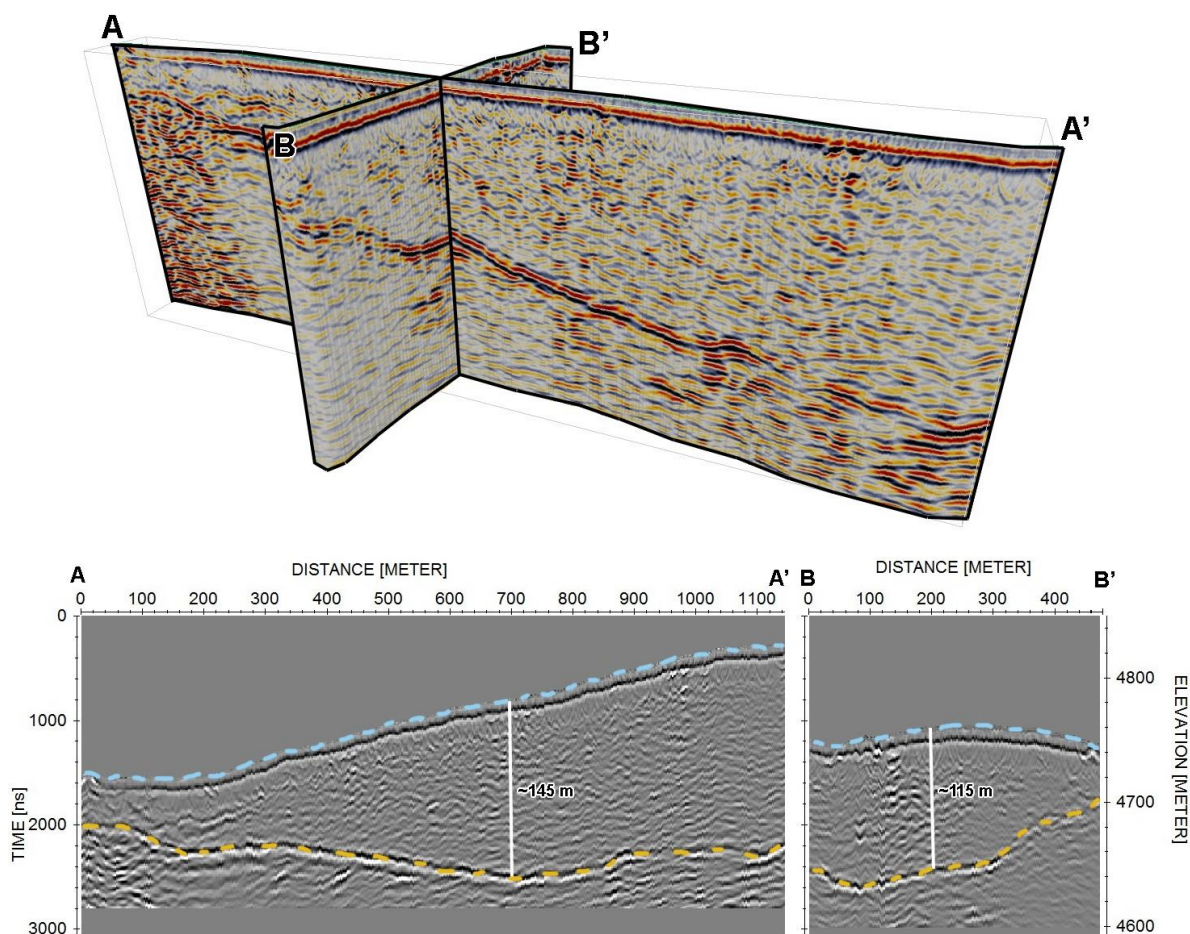 A
B'
B
A'
A
DISTANCE [METER]
A'
B
DISTANCE [METER]
B'
0 100 200 300 400 500 600 700 800 900 1000 1100
0 100 200 300 400
0
1000
2000
3000
TIME [ns]
~145 m
~115 m
4800
4700
4600
ELEVATION [METER]